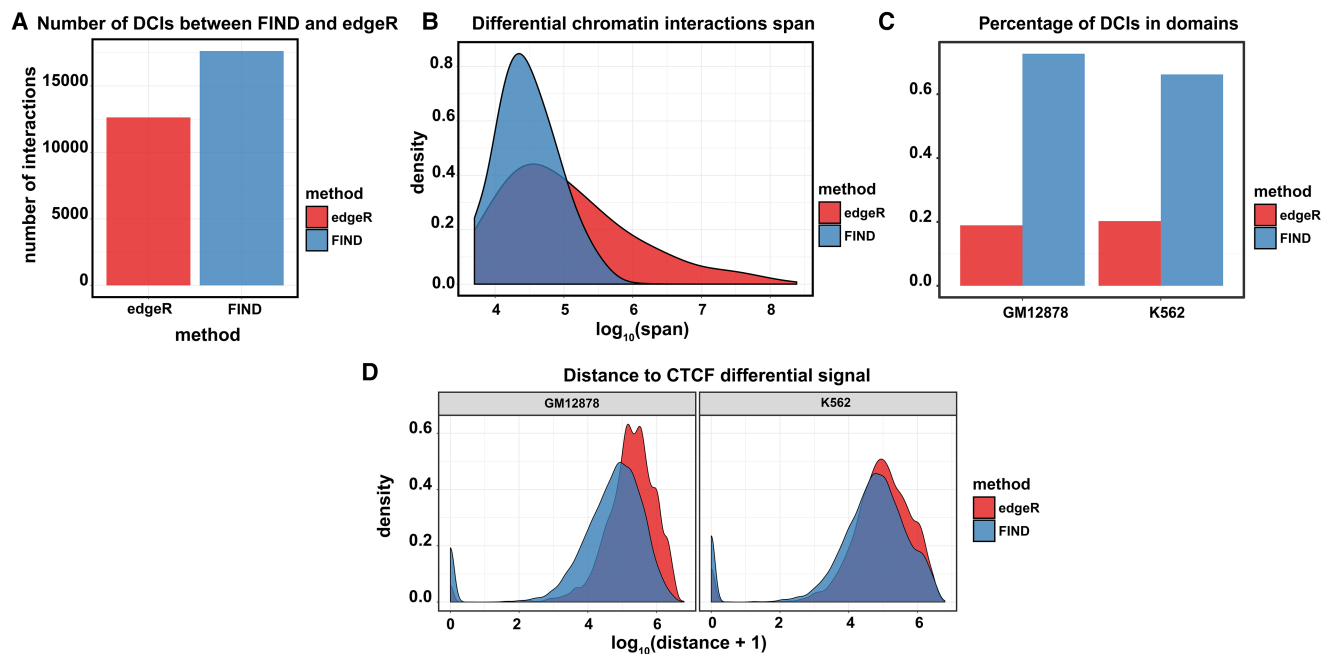 A Number of DCIs between FIND and edgeR
number of interactions
15000
10000
5000
0
edgeR FIND
method
method
edgeR
FIND
B Differential chromatin interactions span
density
0.8
0.6
0.4
0.2
0.0
4 5 6 7 8
log10(span)
method
edgeR
FIND
C Percentage of DCIs in domains
0.6
0.4
0.2
0.0
GM12878 K562
method
edgeR
FIND
D Distance to CTCF differential signal
GM12878 K562
density
0.6
0.4
0.2
0.0
0 2 4 6 0 2 4 6
log10(distance + 1)
method
edgeR
FIND